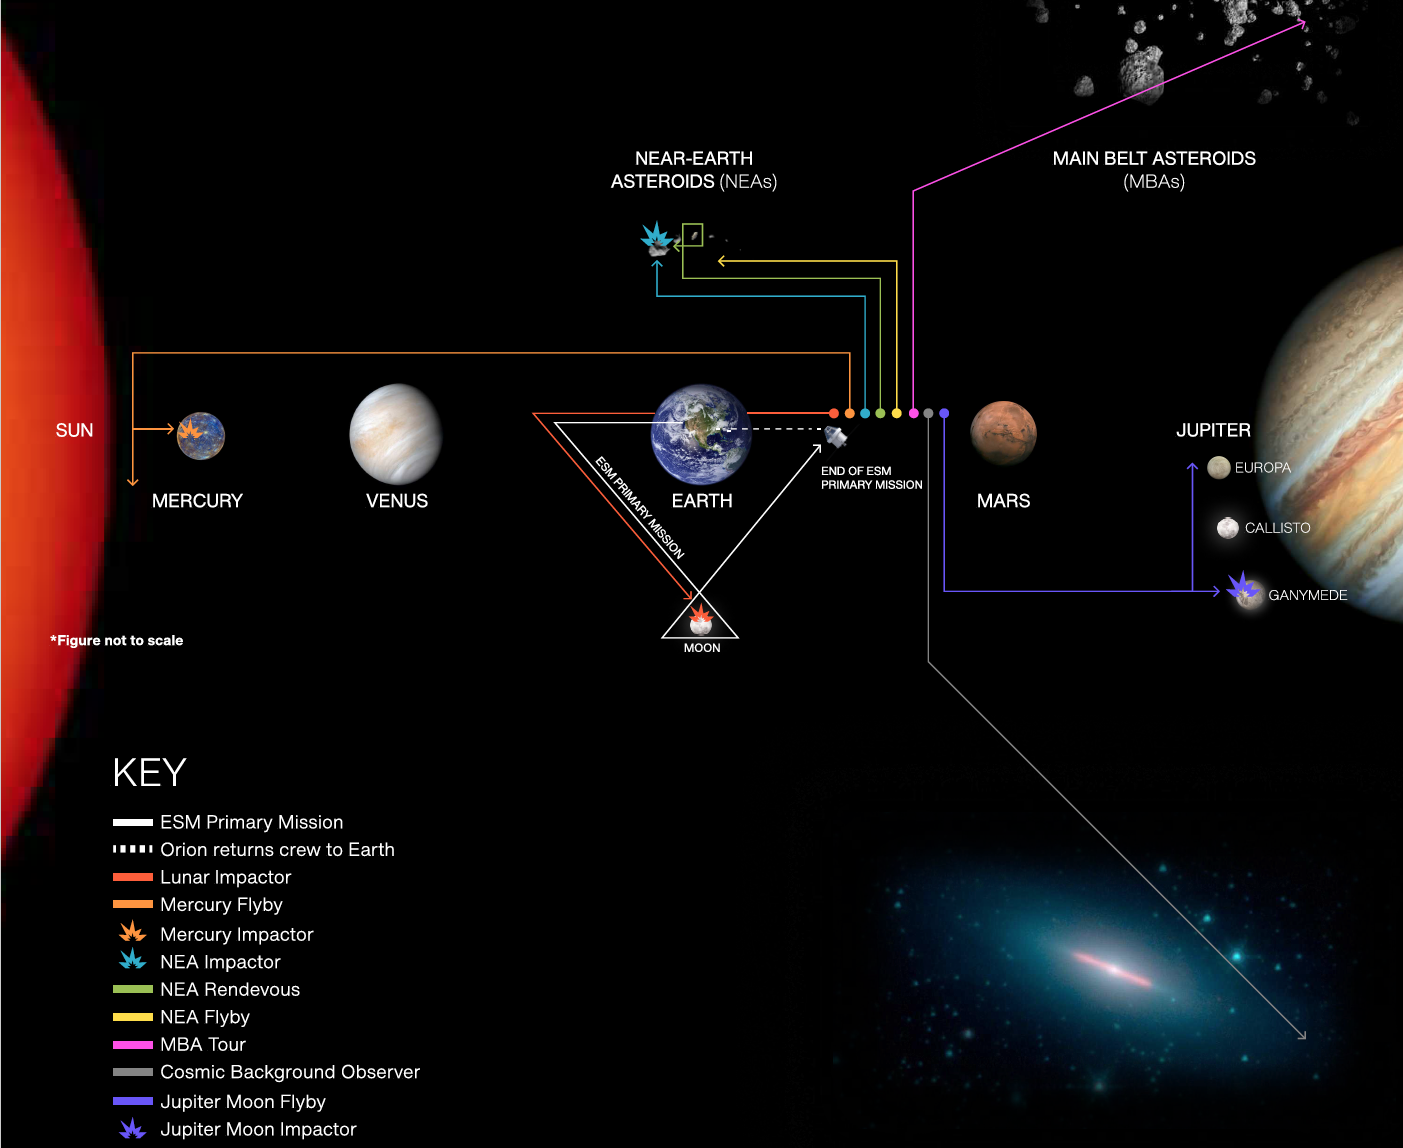 NEAR-EARTH
ASTEROIDS (NEAs)
MAIN BELT ASTEROIDS
(MBAs)
SUN
MERCURY
VENUS
EARTH
ESM PRIMARY MISSION
END OF ESM
PRIMARY MISSION
MOON
MARS
JUPITER
EUROPA
CALLISTO
GANYMEDE
*Figure not to scale
KEY
ESM Primary Mission
Orion returns crew to Earth
Lunar Impactor
Mercury Flyby
Mercury Impactor
NEA Impactor
NEA Rendevous
NEA Flyby
MBA Tour
Cosmic Background Observer
Jupiter Moon Flyby
Jupiter Moon Impactor